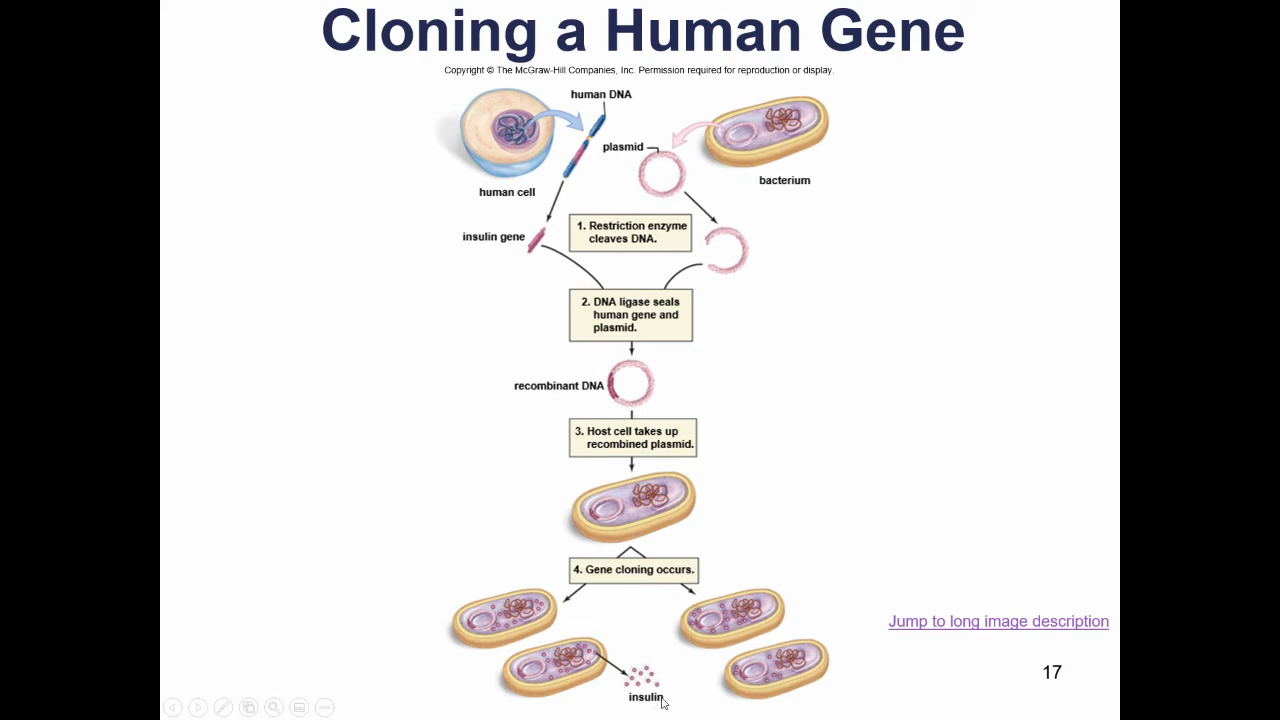 Cloning a Human Gene
Copyright © The McGraw-Hill Companies, Inc. Permission required for reproduction or display.
human DNA
plasmid
human cell
bacterium
insulin gene
1. Restriction enzyme
cleaves DNA.
2. DNA ligase seals
human gene and
plasmid.
recombinant DNA
3. Host cell takes up
recombined plasmid.
4. Gene cloning occurs.
Jump to long image description
17
insulin